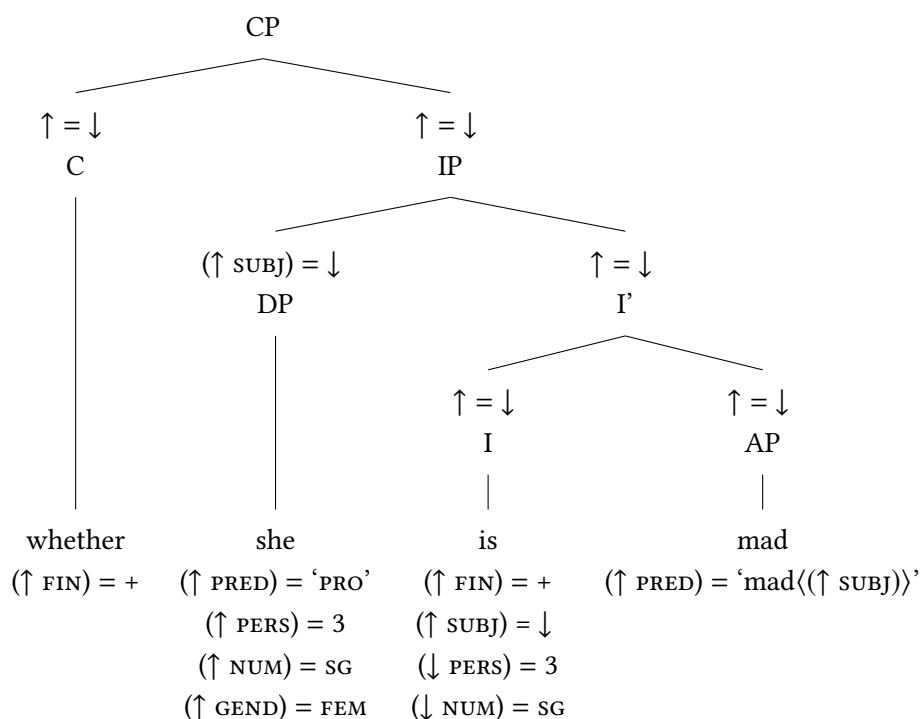 CP
↑ = ↓ ↑ = ↓
C IP
(↑ SUBJ) = ↓ ↑ = ↓
DP I’
↑ = ↓ ↑ = ↓
I AP
whether she is mad
(↑ FIN) = + (↑ PRED) = ‘PRO’ (↑ FIN) = + (↑ PRED) = ‘mad⟨(↑ SUBJ)⟩’
(↑ PERS) = 3 (↑ SUBJ) = ↓
(↑ NUM) = SG (↓ PERS) = 3
(↑ GEND) = FEM (↓ NUM) = SG